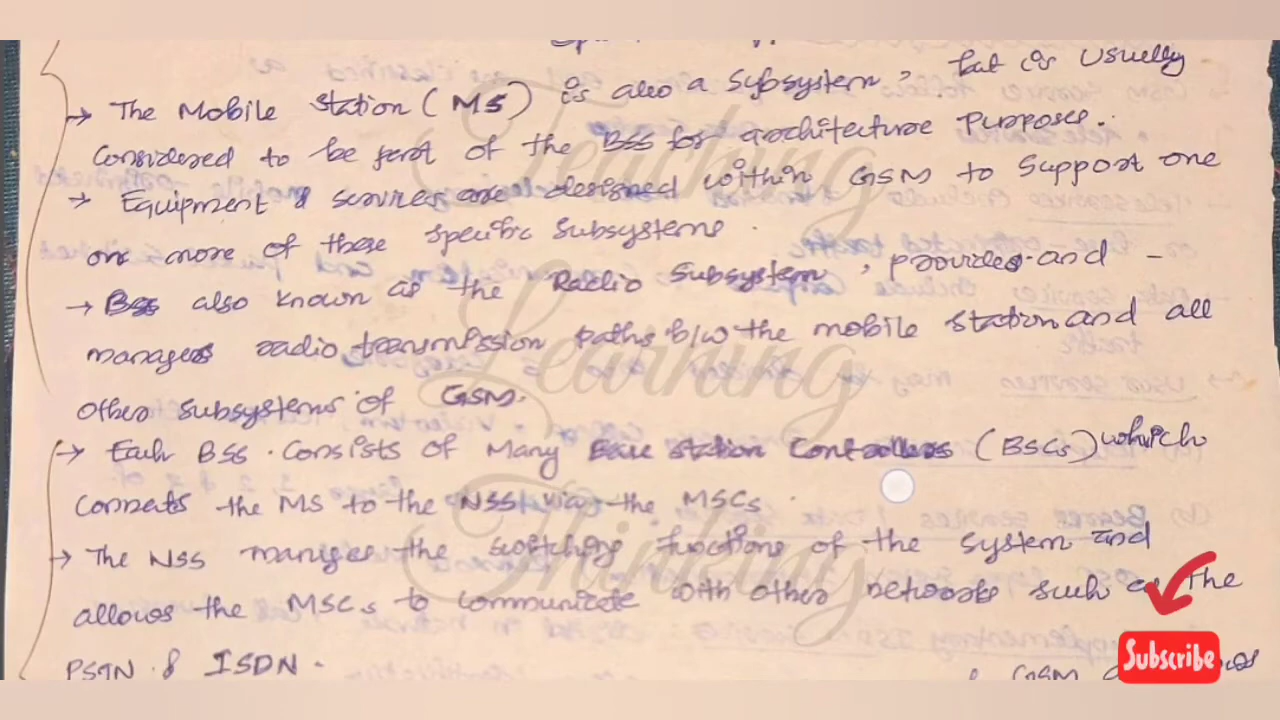 → The Mobile Station (MS) is also a Subsystem, but is usually
Considered to be part of the BSS for architecture purposes.
→ Equipment & services are designed within GSM to Support one
or more of these specific Subsystems.
→ BSS also known as the Radio Subsystem, provides and -
manages radio transmission paths b/w the mobile Station and all
other subsystems of GSM.
→ Each BSS Consists of Many Base station Controllers (BSCs) which
Connects the MS to the NSS via the MSCs.
→ The NSS manages the switching functions of the system and
allows the MSCs to communicate with other networks such as the
PSTN & ISDN.
GSM
Teaching
Learning
Thinking
Subscribe